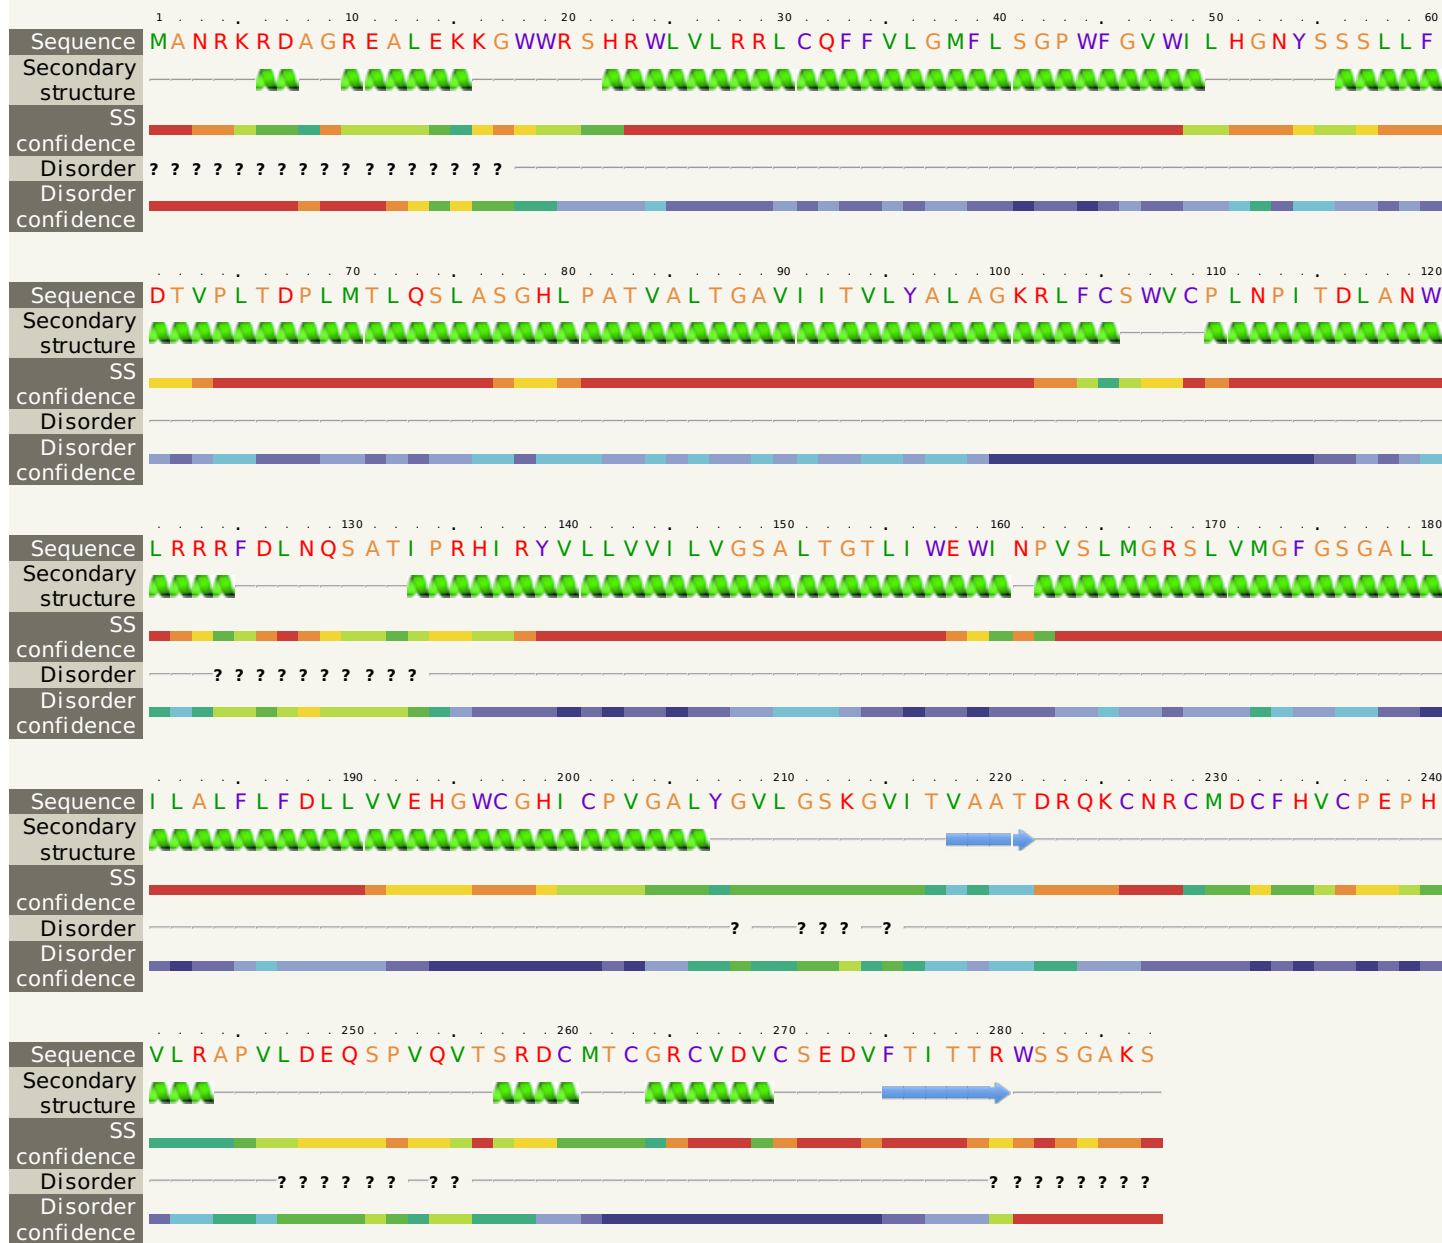 1 . . . . . . . . 10 . . . . . . . . . 20 . . . . . . . . . 30 . . . . . . . . . 40 . . . . . . . . . 50 . . . . . . . . . 60
Sequence MANRKRDAGREALEKKGWWRSHRWLVLRRLCQFFVLGMFLSGPWFGVWILHGNYSSSLLF
Secondary
structure
SS
confidence
Disorder ? ? ? ? ? ? ? ? ? ? ? ? ? ? ? ? ?
Disorder
confidence
. . . . . . . . . 70 . . . . . . . . . 80 . . . . . . . . . 90 . . . . . . . . . 100 . . . . . . . . . 110 . . . . . . . . . 120
Sequence DTVPLTDPLMTLQSLASGHLPATVALTGAVIITVLYALAGKRLFCSWVCPLNPITDLANW
Secondary
structure
SS
confidence
Disorder
Disorder
confidence
. . . . . . . . . 130 . . . . . . . . . 140 . . . . . . . . . 150 . . . . . . . . . 160 . . . . . . . . . 170 . . . . . . . . . 180
Sequence LRRRFDLNQSATIPRHIRYVLLVVILVGSALTGTLIWEWINPVSLMGRSLVMGFGSGALL
Secondary
structure
SS
confidence
Disorder ? ? ? ? ? ? ? ? ? ?
Disorder
confidence
. . . . . . . . . 190 . . . . . . . . . 200 . . . . . . . . . 210 . . . . . . . . . 220 . . . . . . . . . 230 . . . . . . . . . 240
Sequence ILALFLFDLLVVEHGWCGHICPVGALYGVLGSKGVITVAATDRQKCNRCMDCFHVCPEPH
Secondary
structure
SS
confidence
Disorder ? ? ? ? ?
Disorder
confidence
. . . . . . . . . 250 . . . . . . . . . 260 . . . . . . . . . 270 . . . . . . . . . 280 . . . . . . .
Sequence VLRAPVLDEQSPVQVTSRDCMTCGRCVDVCSEDVFTITTRWSSGAKS
Secondary
structure
SS
confidence
Disorder ? ? ? ? ? ? ? ? ? ? ? ? ? ? ? ?
Disorder
confidence